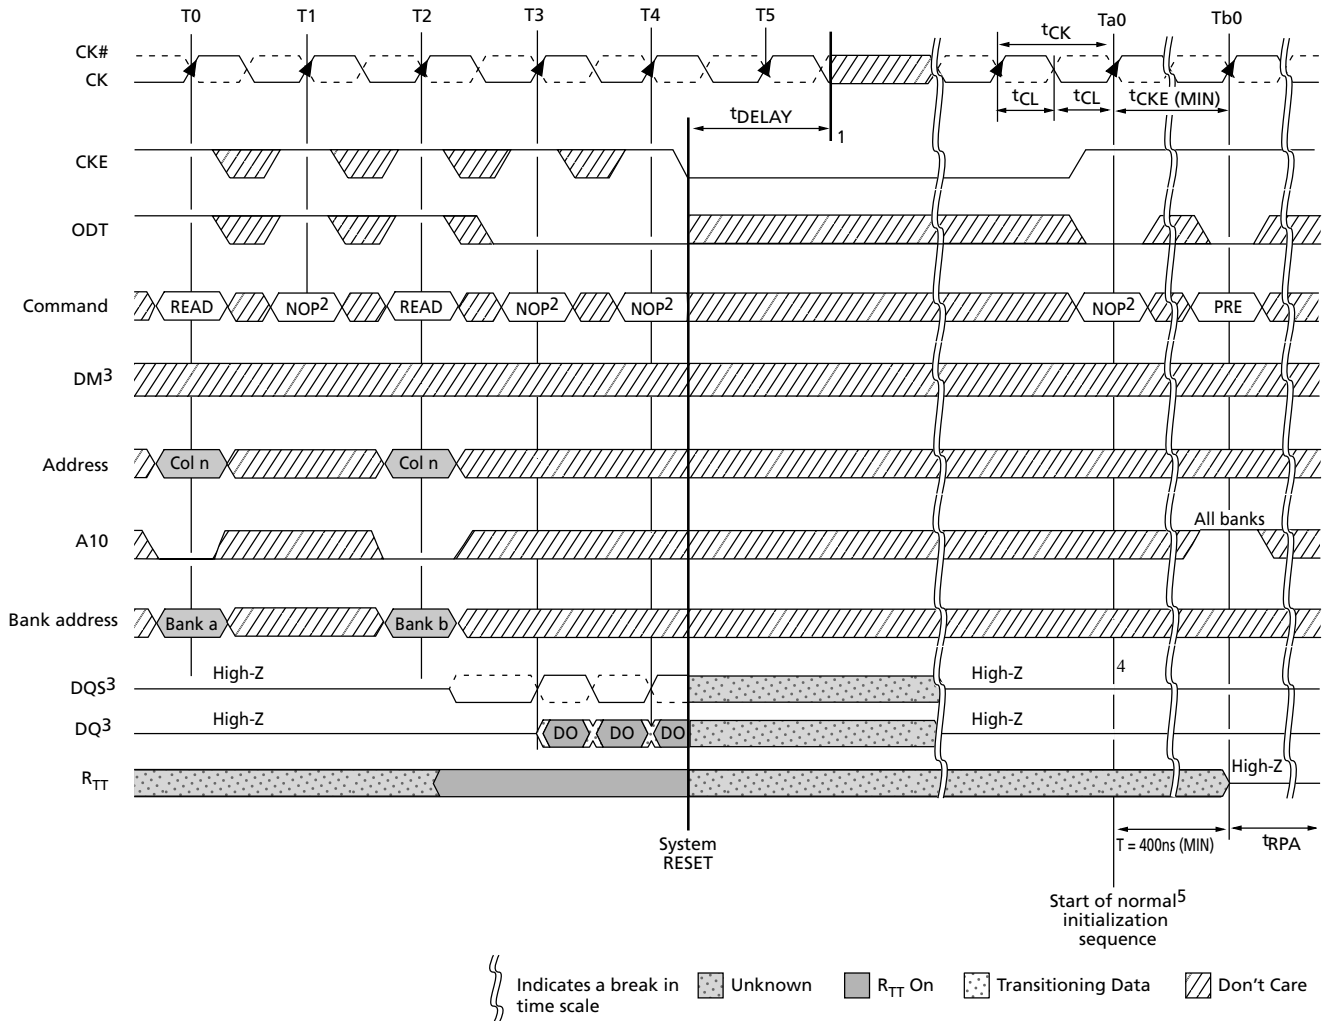 T0 T1 T2 T3 T4 T5 Ta0 Tb0
CK#
CK
tCK
tCL tCL tCKE (MIN)
tDELAY
1
CKE
ODT
Command READ NOP2 READ NOP2 NOP2 NOP2 PRE
DM3
Address Col n Col n
All banks
A10
Bank address Bank a Bank b
High-Z High-Z 4
DQS3
High-Z High-Z
DQ3 DO DO DO
RTT High-Z
System
RESET
T = 400ns (MIN) tRPA
Start of normal5
initialization
sequence
Indicates a break in
time scale
Unknown RTT On Transitioning Data Don't Care